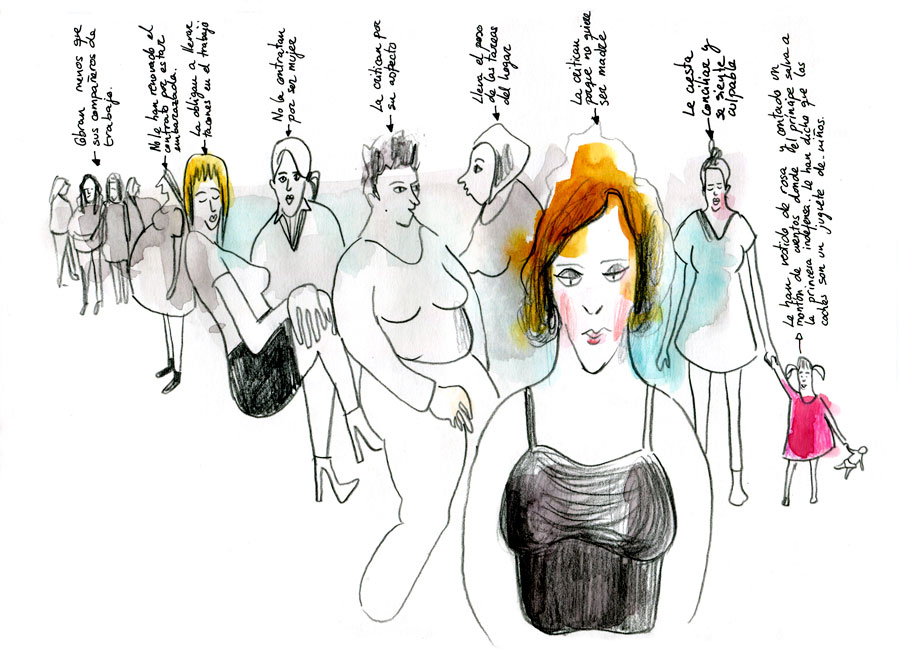 Cobran menos que
sus compañeros de
trabajo.
No le han renovado el
contrato por estar
embarazada.
La obligan a llevar
tacones en el trabajo
No la contratan
por ser mujer
La critican por
su aspecto
Lleva el peso
de las tareas
del hogar
La critican
porque no quiere
ser madre
Le cuesta
conciliar y
se siente
culpable
Le han vestido de rosa y contado un
montón de cuentos donde el príncipe salva a
la princesa indefensa. Le han dicho que los
coches son un juguete de niños.